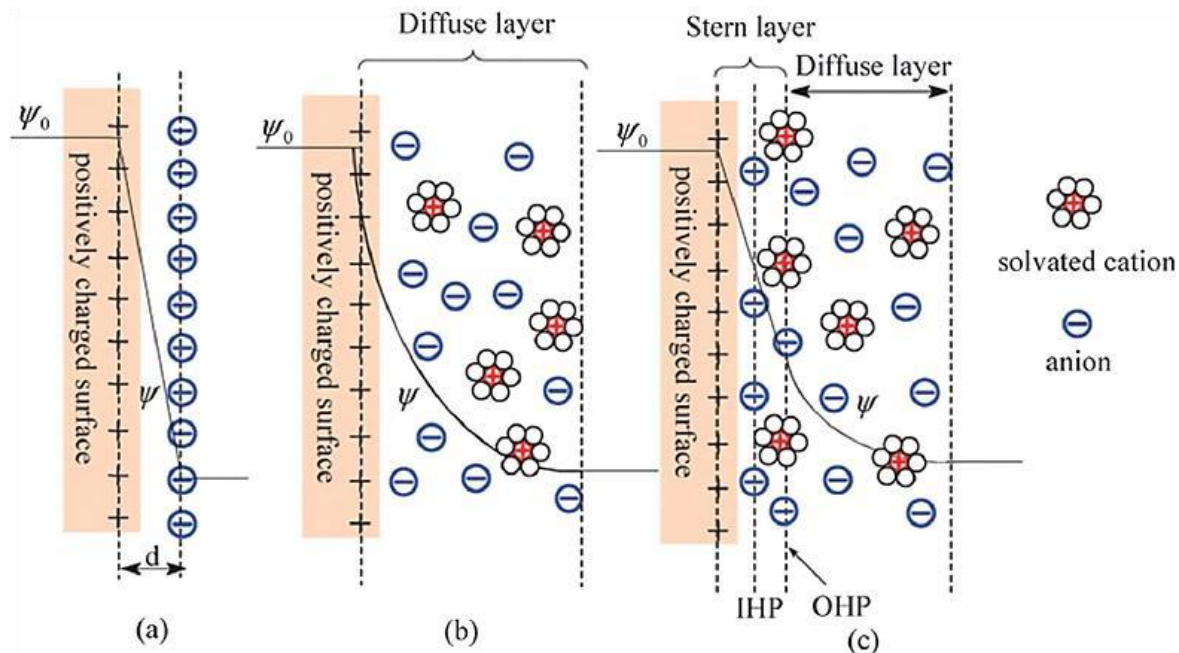 Diffuse layer
Stern layer
Diffuse layer
ψ₀
ψ₀
ψ₀
positively charged surface
positively charged surface
positively charged surface
ψ
ψ
ψ
solvated cation
anion
d
IHP
OHP
(a)
(b)
(c)